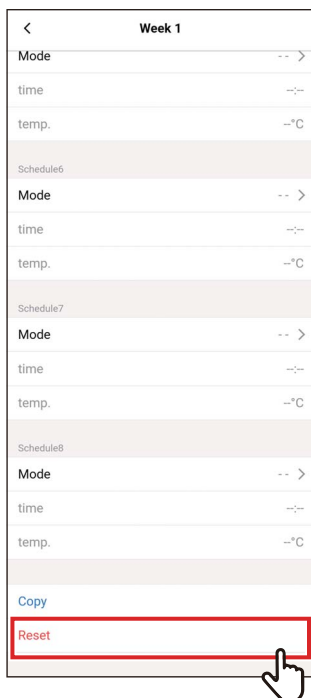 Week 1
Mode -- >
time --:--
temp. --°C
Schedule6
Mode -- >
time --:--
temp. --°C
Schedule7
Mode -- >
time --:--
temp. --°C
Schedule8
Mode -- >
time --:--
temp. --°C
Copy
Reset